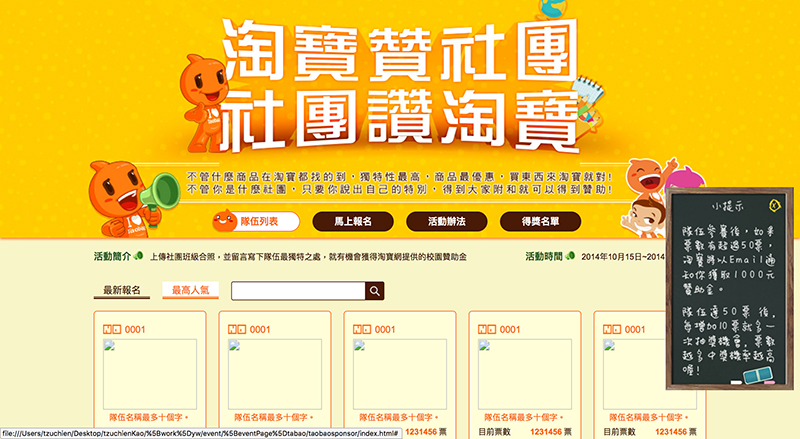 淘寶贊社團
社團讚淘寶
不管什麼商品在淘寶都找的到，獨特性最高、商品最優惠，買東西來淘寶就對!
不管你是什麼社團，只要你說出自己的特別，得到大家附和就可以得到贊助!
隊伍列表
馬上報名
活動辦法
得獎名單
小提示
隊伍參賽後，如果
票數有超過50票，
淘寶將以Email通
知你獲取1000元
贊助金。
隊伍達50票後，
每增加10票就多一
次抽獎機會，票數
越多中獎機率越高
喔!
活動簡介
上傳社團班級合照，並留言寫下隊伍最獨特之處，就有機會獲得淘寶網提供的校園贊助金
活動時間
2014年10月15日~2014
最新報名
最高人氣
NO. 0001
NO. 0001
NO. 0001
NO. 0001
NO. 0001
隊伍名稱最多十個字。
隊伍名稱最多十個字。
隊伍名稱最多十個字。
隊伍名稱最多十個字。
隊伍名稱最多十個字。
1231456 票
目前票數 1231456 票
目前票數 1231456 票
file:///Users/tzuchien/Desktop/tzuchienKao/%5Bwork%5Dyw/event/%5BeventPage%5Dtabao/taobaosponsor/index.html#